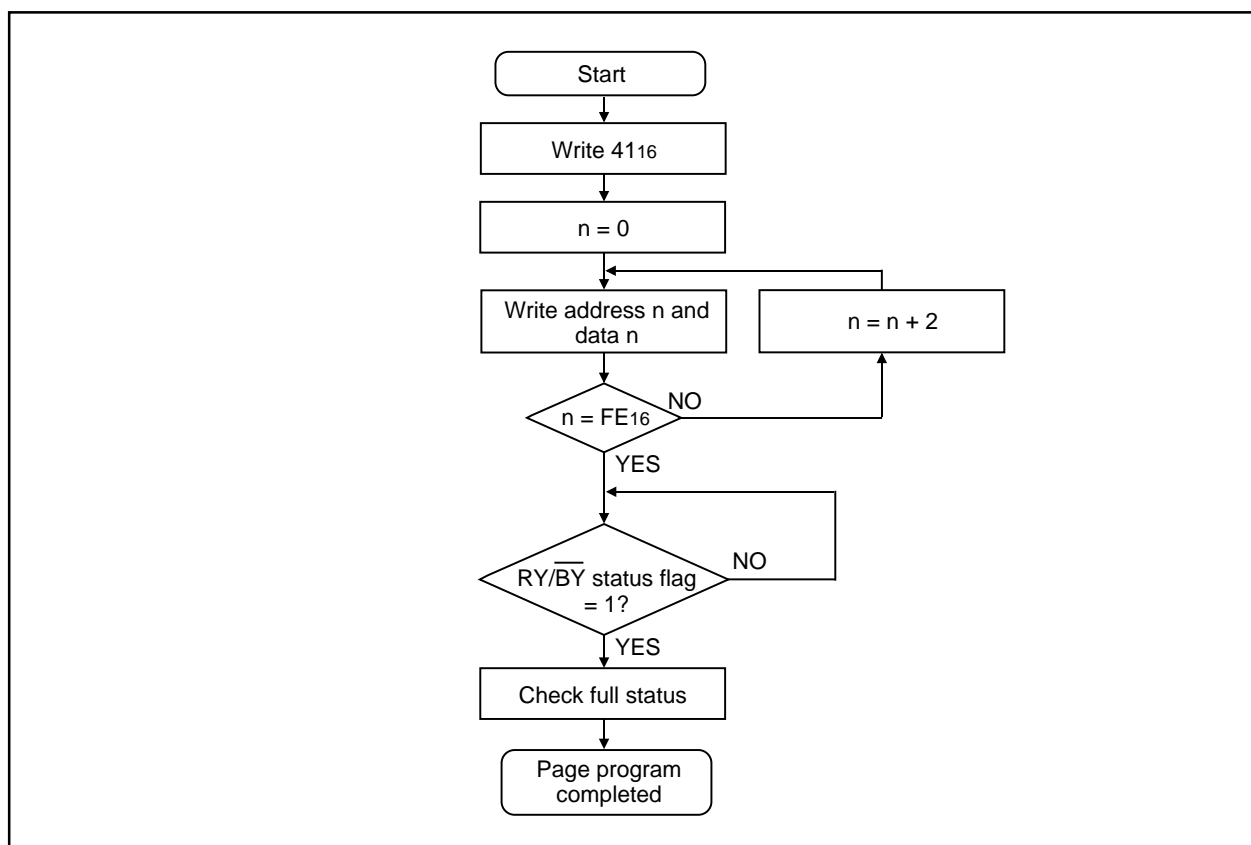 Start
Write 4116
n = 0
Write address n and
data n
n = n + 2
n = FE16
NO
YES
RY/BY status flag
= 1?
NO
YES
Check full status
Page program
completed